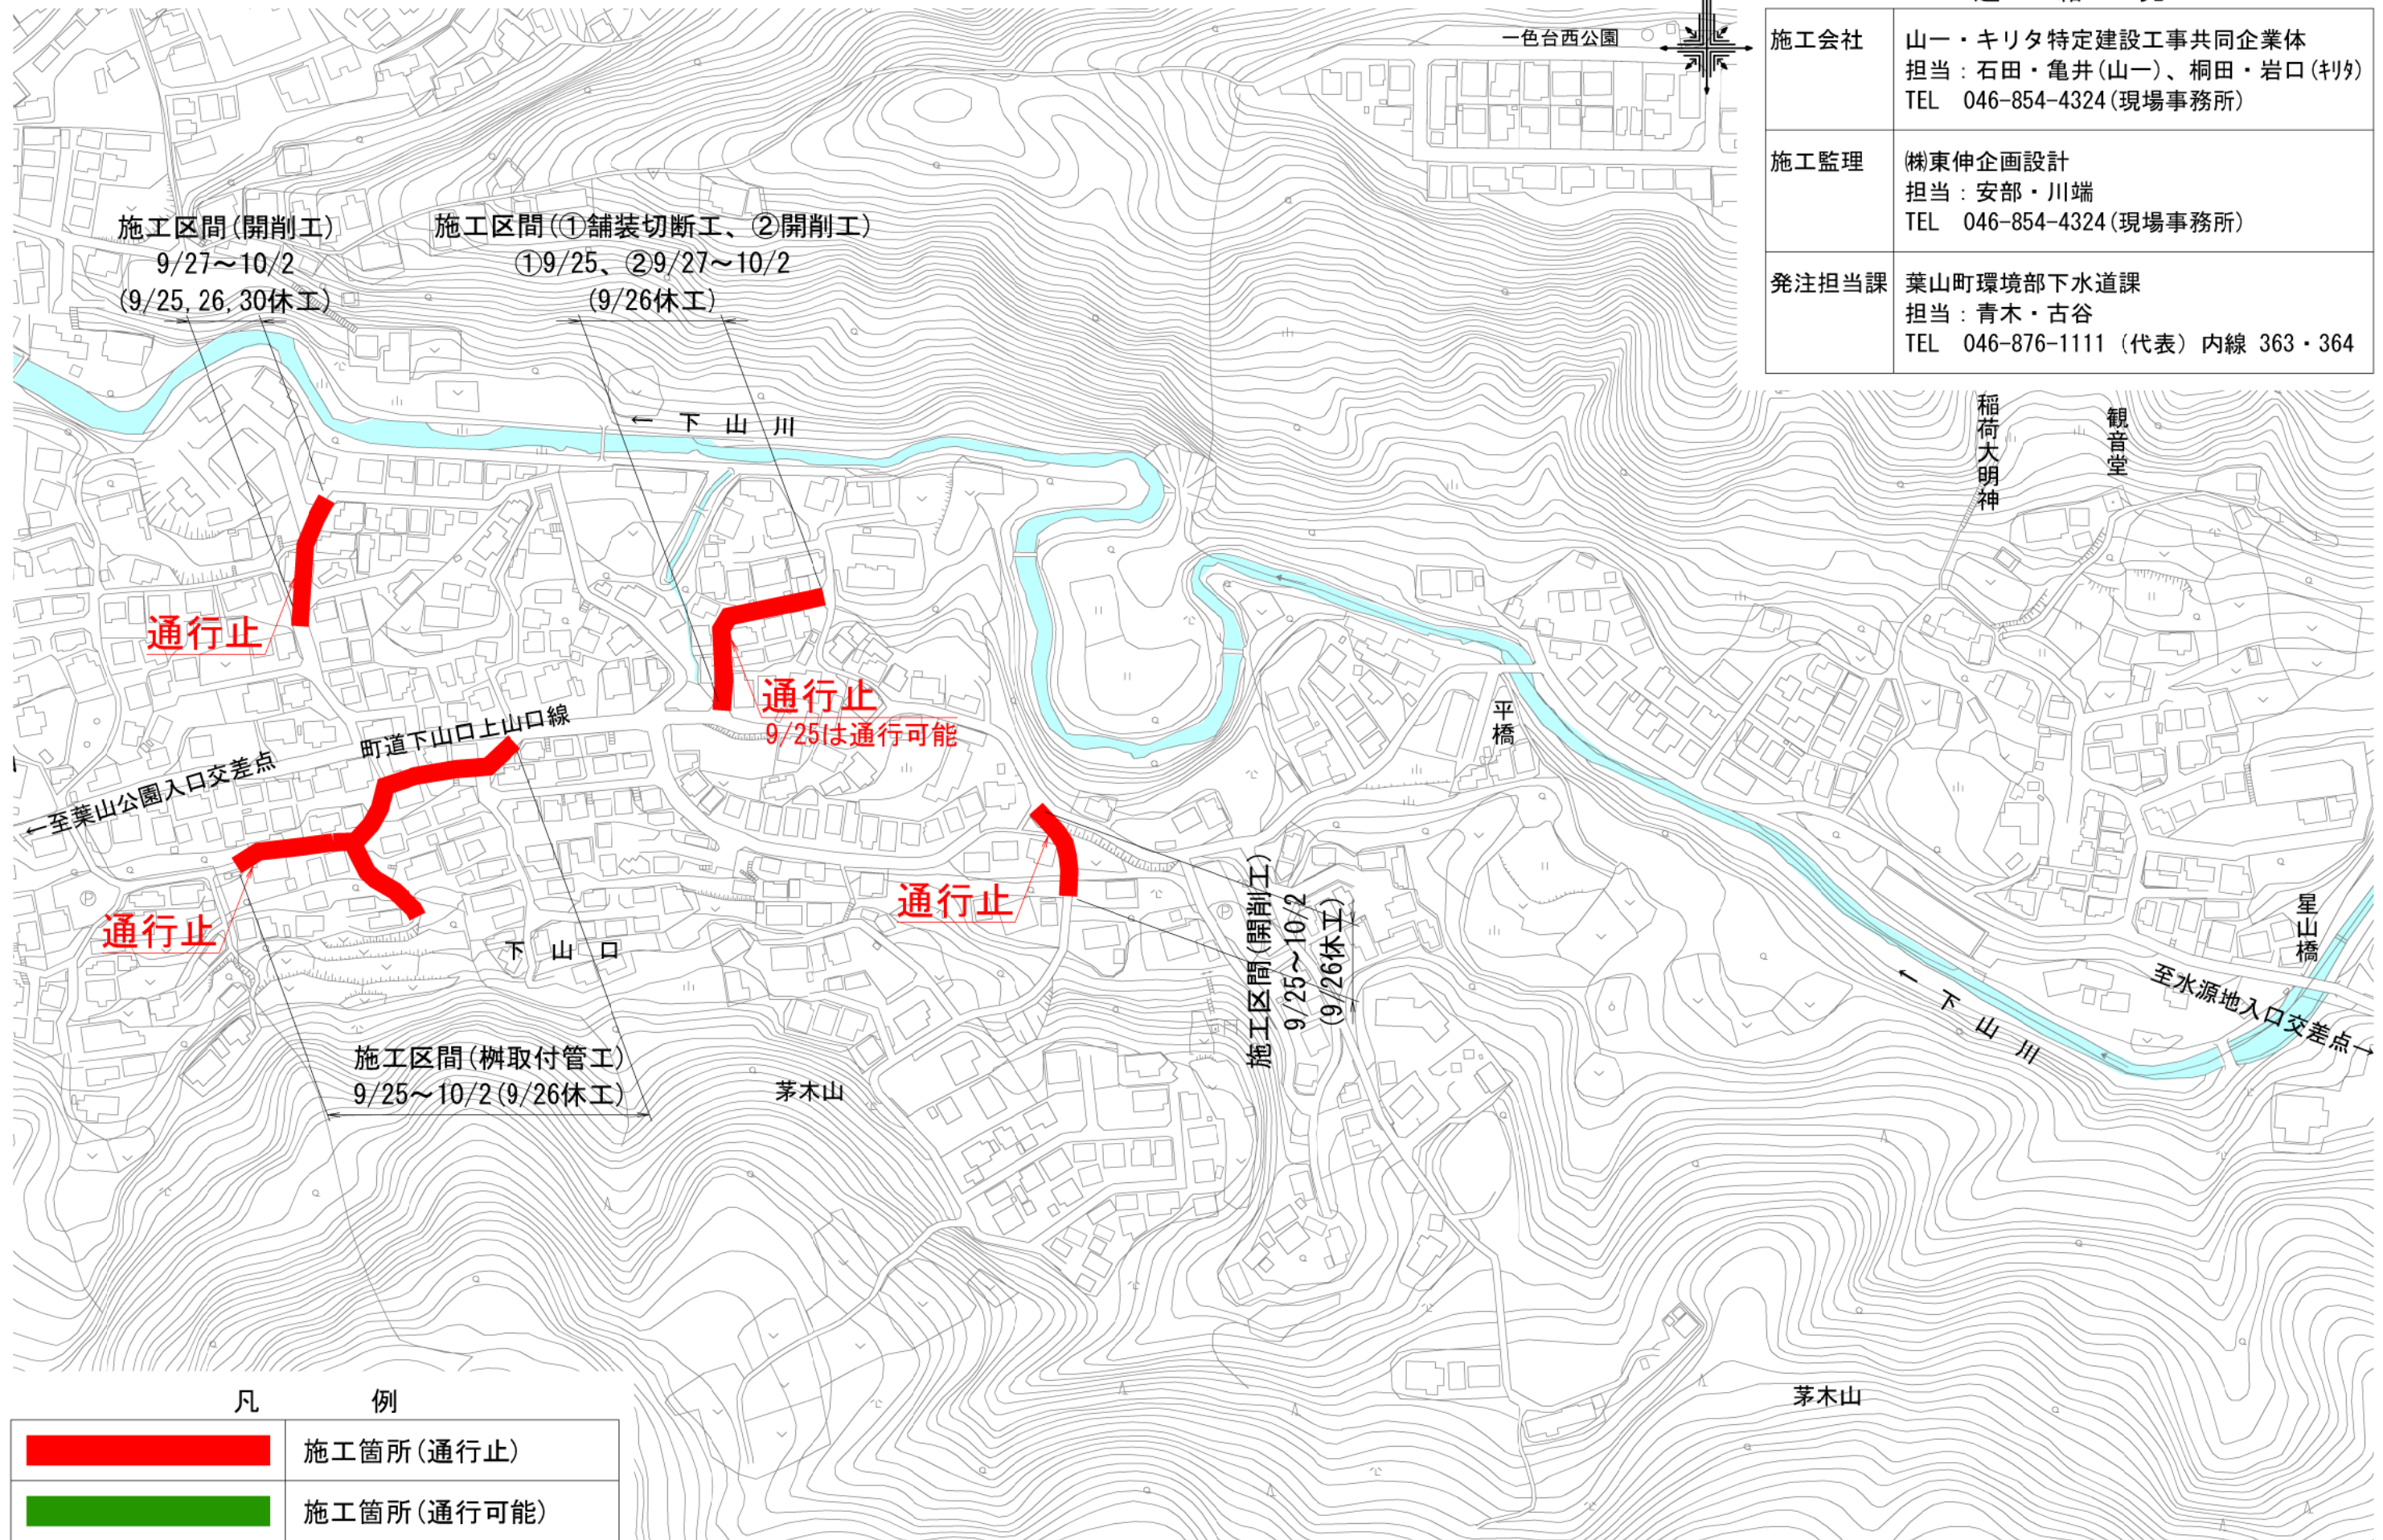 一色台西公園
施工会社
山一・キリタ特定建設工事共同企業体
担当：石田・亀井(山一)、桐田・岩口(ｷﾘﾀ)
TEL 046-854-4324(現場事務所)
施工監理
㈱東伸企画設計
担当：安部・川端
TEL 046-854-4324(現場事務所)
発注担当課
葉山町環境部下水道課
担当：青木・古谷
TEL 046-876-1111（代表）内線 363・364
施工区間(開削工)
9/27～10/2
(9/25,26,30休工)
施工区間(①舗装切断工、②開削工)
①9/25、②9/27～10/2
(9/26休工)
← 下山川
稲荷大明神
観音堂
通行止
通行止
9/25は通行可能
平橋
町道下山口上山口線
←至葉山公園入口交差点
通行止
通行止
下山口
施工区間(開削工)
9/25～10/2
(9/26休工)
星山橋
至水源地入口交差点→
← 下山川
施工区間(桝取付管工)
9/25～10/2(9/26休工)
茅木山
茅木山
凡例
施工箇所(通行止)
施工箇所(通行可能)